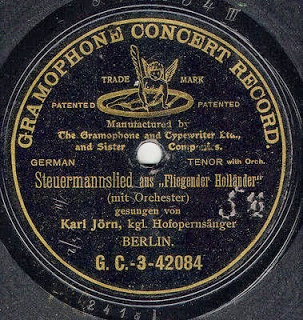 GRAMOPHONE CONCERT RECORD.
TRADE MARK
PATENTED PATENTED
Manufactured by
The Gramophone and Typewriter Ltd.,
and Sister Companies.
GERMAN TENOR with Orch.
Steuermannslied aus „Fliegender Holländer"
(mit Orchester)
gesungen von
Karl Jörn, kgl. Hofopernsänger
BERLIN.
G. C.-3-42084